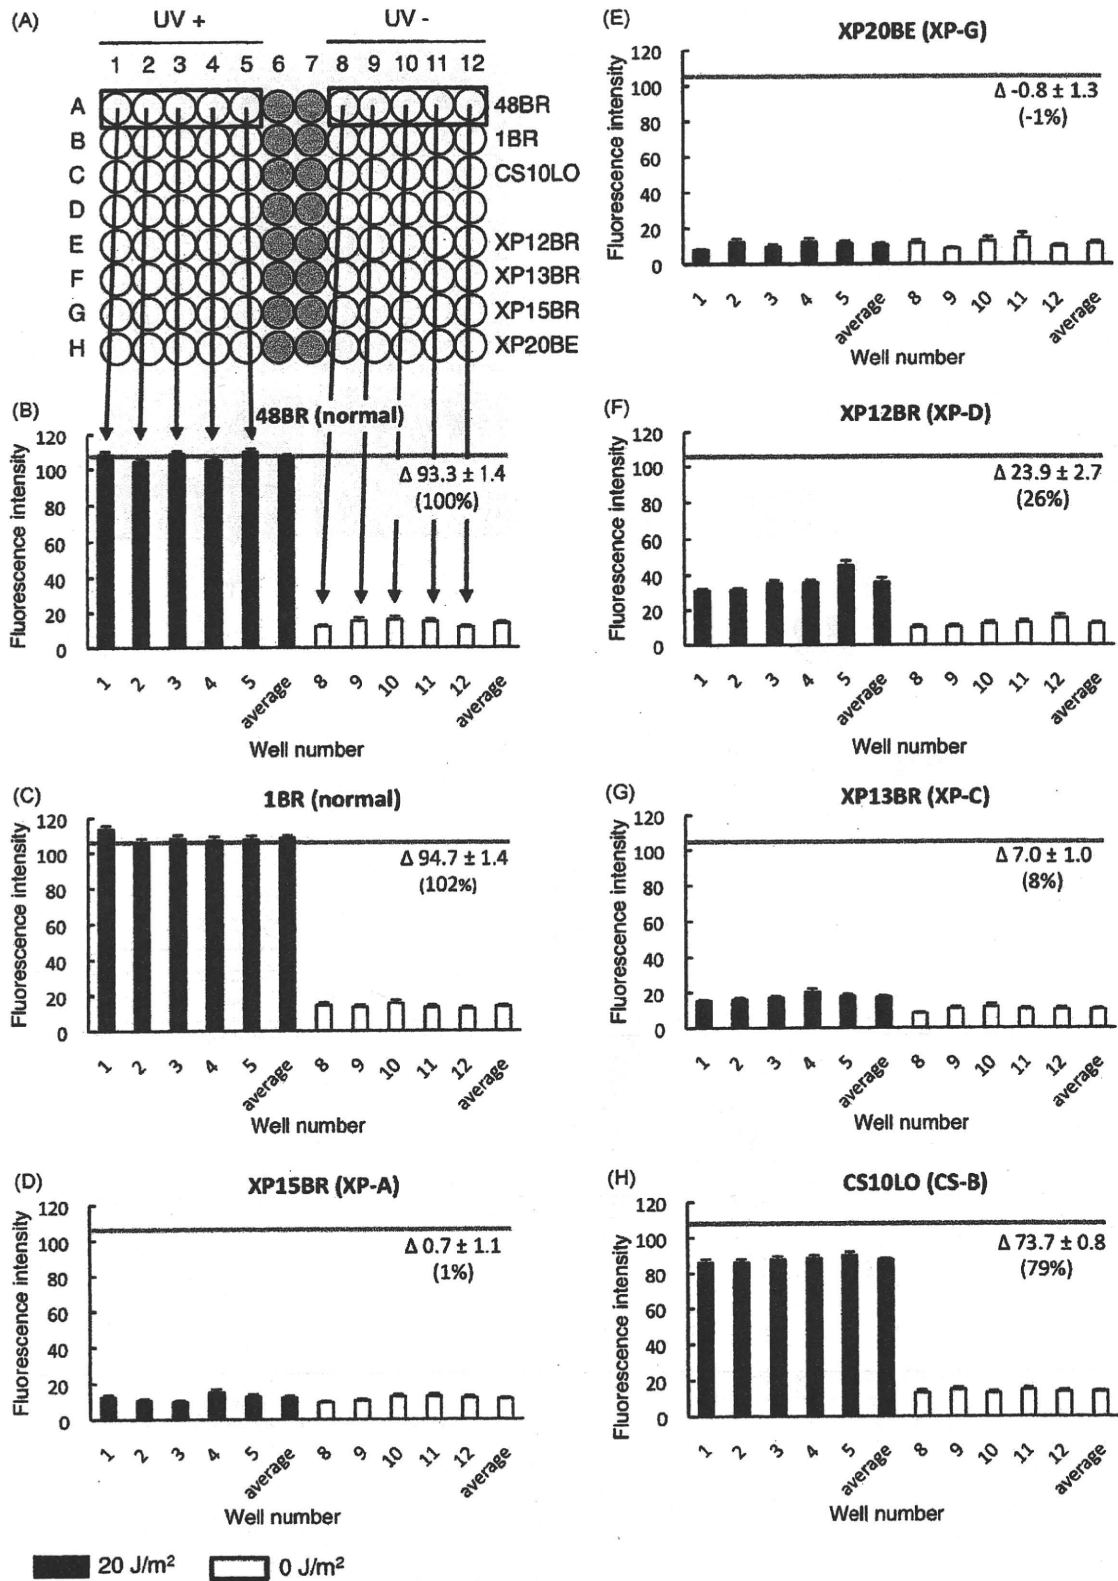 (A)
UV +
UV -
1 2 3 4 5 6 7 8 9 10 11 12
A 48BR
B 1BR
C CS10LO
D
E XP12BR
F XP13BR
G XP15BR
H XP20BE
(B)
48BR (normal)
Fluorescence intensity
120
100
80
60
40
20
0
Δ 93.3 ± 1.4
(100%)
1 2 3 4 5 average 8 9 10 11 12 average
Well number
(C)
1BR (normal)
Fluorescence intensity
120
100
80
60
40
20
0
Δ 94.7 ± 1.4
(102%)
1 2 3 4 5 average 8 9 10 11 12 average
Well number
(D)
XP15BR (XP-A)
Fluorescence intensity
120
100
80
60
40
20
0
Δ 0.7 ± 1.1
(1%)
1 2 3 4 5 average 8 9 10 11 12 average
Well number
(E)
XP20BE (XP-G)
Fluorescence intensity
120
100
80
60
40
20
0
Δ -0.8 ± 1.3
(-1%)
1 2 3 4 5 average 8 9 10 11 12 average
Well number
(F)
XP12BR (XP-D)
Fluorescence intensity
120
100
80
60
40
20
0
Δ 23.9 ± 2.7
(26%)
1 2 3 4 5 average 8 9 10 11 12 average
Well number
(G)
XP13BR (XP-C)
Fluorescence intensity
120
100
80
60
40
20
0
Δ 7.0 ± 1.0
(8%)
1 2 3 4 5 average 8 9 10 11 12 average
Well number
(H)
CS10LO (CS-B)
Fluorescence intensity
120
100
80
60
40
20
0
Δ 73.7 ± 0.8
(79%)
1 2 3 4 5 average 8 9 10 11 12 average
Well number
20 J/m²
0 J/m²